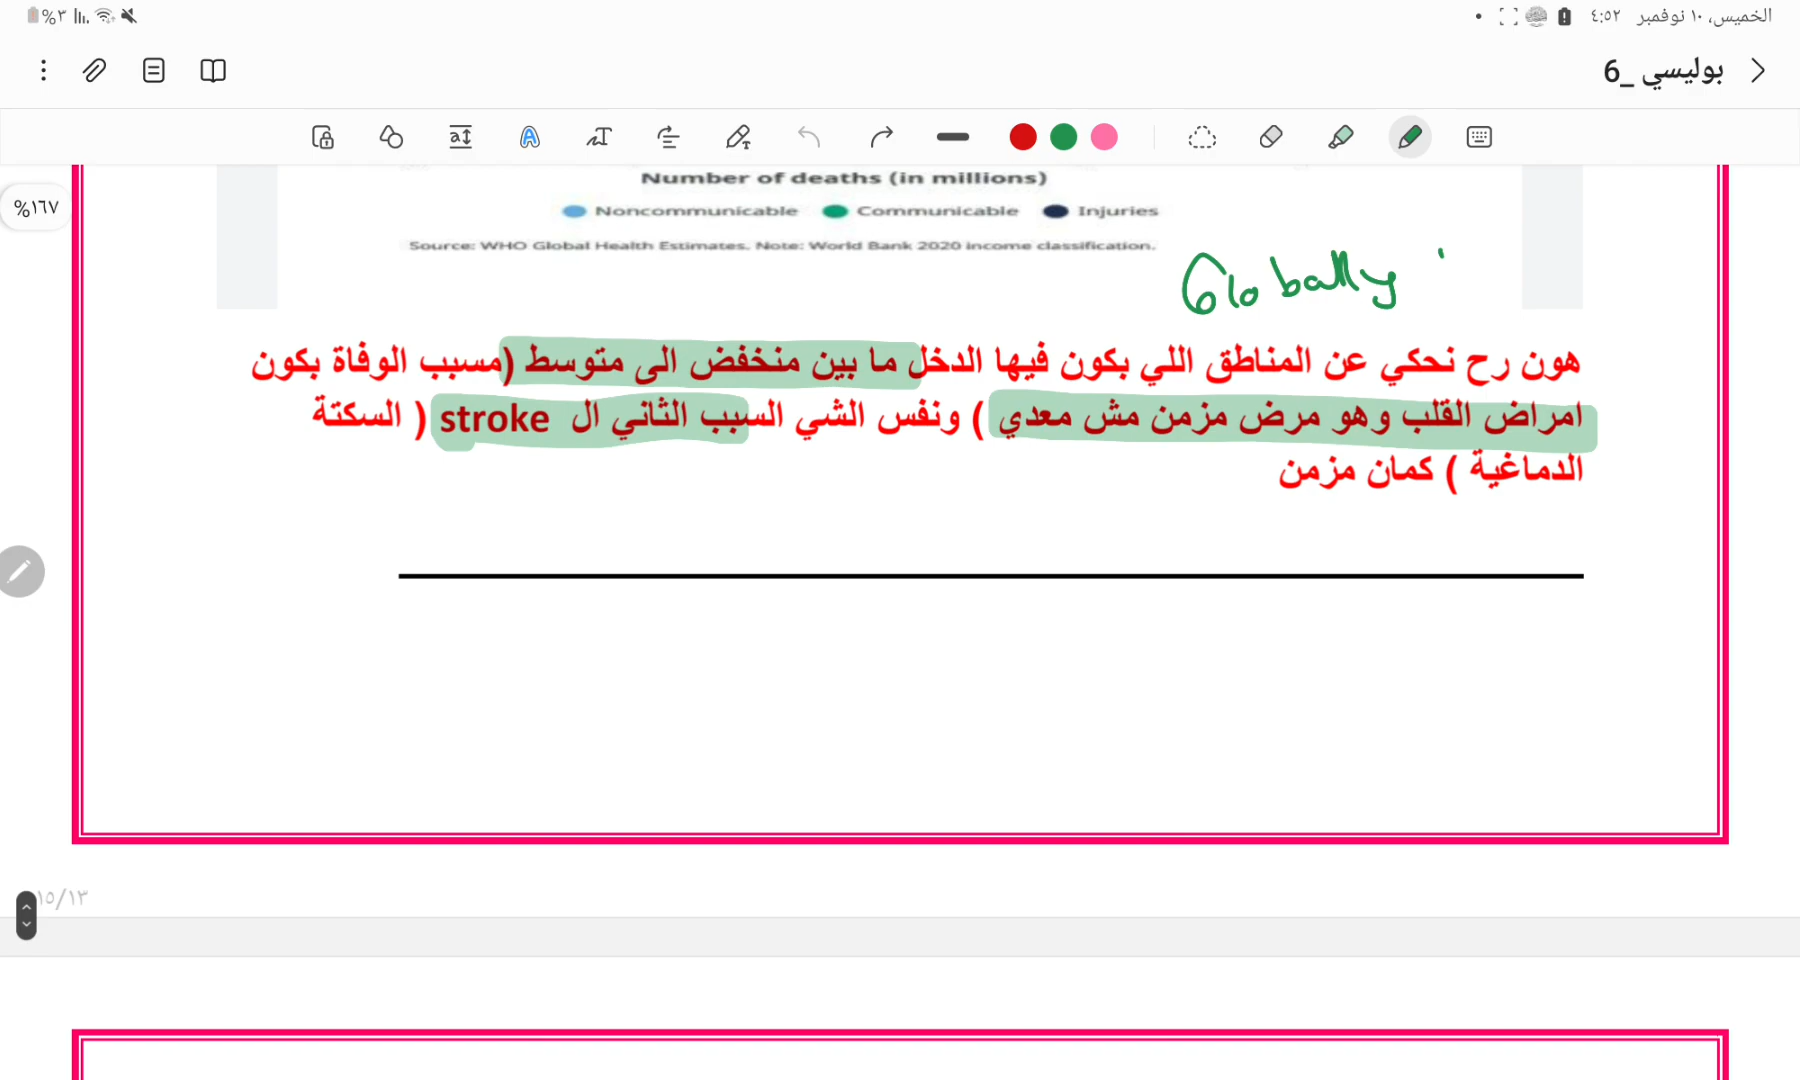 %٣
الخميس، ١٠ نوفمبر ٤:٥٢
بوليسي _6
%١٦٧
Number of deaths (in millions)
Noncommunicable Communicable Injuries
Source: WHO Global Health Estimates. Note: World Bank 2020 income classification.
Globally
هون رح نحكي عن المناطق اللي بكون فيها الدخل ما بين منخفض الى متوسط (مسبب الوفاة بكون
امراض القلب وهو مرض مزمن مش معدي ) ونفس الشي السبب الثاني ال stroke ( السكتة
الدماغية ) كمان مزمن
١٥/١٣